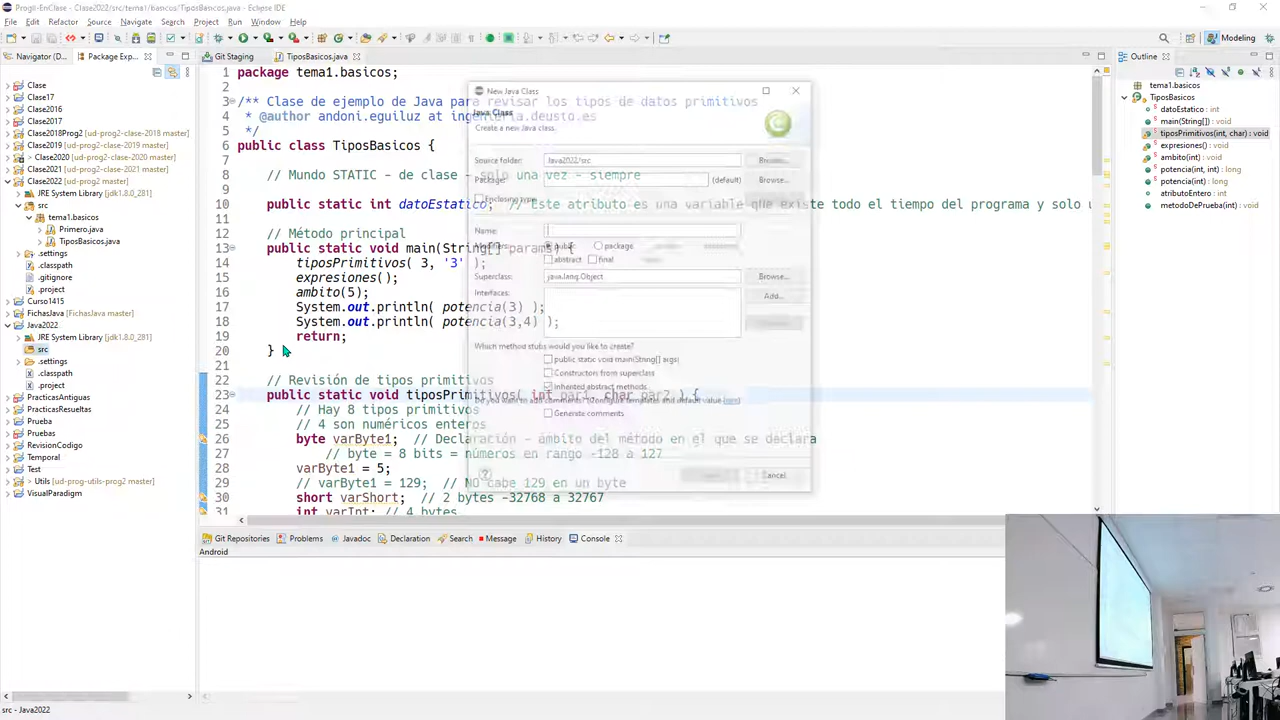 ProgII-EnClase - Clase2022/src/tema1/basicos/TiposBasicos.java - Eclipse IDE
File Edit Refactor Source Navigate Search Project Run Window Help
Modeling
Navigator (D...
Package Exp...
Git Staging
TiposBasicos.java
Outline
Clase
Clase17
Clase2016
Clase2017
Clase2018Prog2 [ud-prog2-clase-2018 master]
Clase2019 [ud-prog2-clase-2019 master]
> Clase2020 [ud-prog2-clase-2020 master]
Clase2021 [ud-prog2-clase-2021 master]
Clase2022 [ud-prog2 master]
JRE System Library [jdk1.8.0_281]
src
tema1.basicos
Primero.java
TiposBasicos.java
.settings
.classpath
.gitignore
.project
Curso1415
FichasJava [ud-prog2 master]
Java2022
JRE System Library [jdk1.8.0_281]
src
.settings
.classpath
.project
PracticasAntiguas
PracticasResueltas
Prueba
Pruebas
RevisionCodigo
Temporal
Test
> Utils [ud-prog-utils-prog2 master]
VisualParadigm
1 package tema1.basicos;
2
3 /** Clase de ejemplo de Java para revisar los tipos de datos primitivos
4 * @author andoni.eguiluz at ingenieria.deusto.es
5 */
6 public class TiposBasicos {
7
8 // Mundo STATIC - de clase - solo una vez - siempre
9
10 public static int datoEstatico; // Este atributo es una variable que existe todo el tiempo del programa y solo u
11
12 // Método principal
13 public static void main(String[] params) {
14 tiposPrimitivos( 3, '3' );
15 expresiones();
16 ambito(5);
17 System.out.println( potencia(3) );
18 System.out.println( potencia(3,4) );
19 return;
20 }
21
22 // Revisión de tipos primitivos
23 public static void tiposPrimitivos( int par1, char par2 ) {
24 // Hay 8 tipos primitivos
25 // 4 son numéricos enteros
26 byte varByte1; // Declaración - ámbito del método en el que se declara
27 // byte = 8 bits = números en rango -128 a 127
28 varByte1 = 5;
29 // varByte1 = 129; // NO cabe 129 en un byte
30 short varShort; // 2 bytes -32768 a 32767
31 int varInt; // 4 bytes
New Java Class
Java Class
Create a new Java class.
Source folder: Java2022/src Browse...
Package: (default) Browse...
Enclosing type:
Name:
Modifiers: public package
abstract final
Superclass: java.lang.Object Browse...
Interfaces: Add...
Which method stubs would you like to create?
public static void main(String[] args)
Constructors from superclass
Inherited abstract methods
Do you want to add comments? (Configure templates and default value here)
Generate comments
Cancel
tema1.basicos
TiposBasicos
datoEstatico : int
main(String[]) : void
tiposPrimitivos(int, char) : void
expresiones() : void
ambito(int) : void
potencia(int, int) : void
potencia(int) : void
atributoEntero : int
metodoDePrueba(int) : void
Git Repositories Problems Javadoc Declaration Search Message History Console
Android
src - Java2022